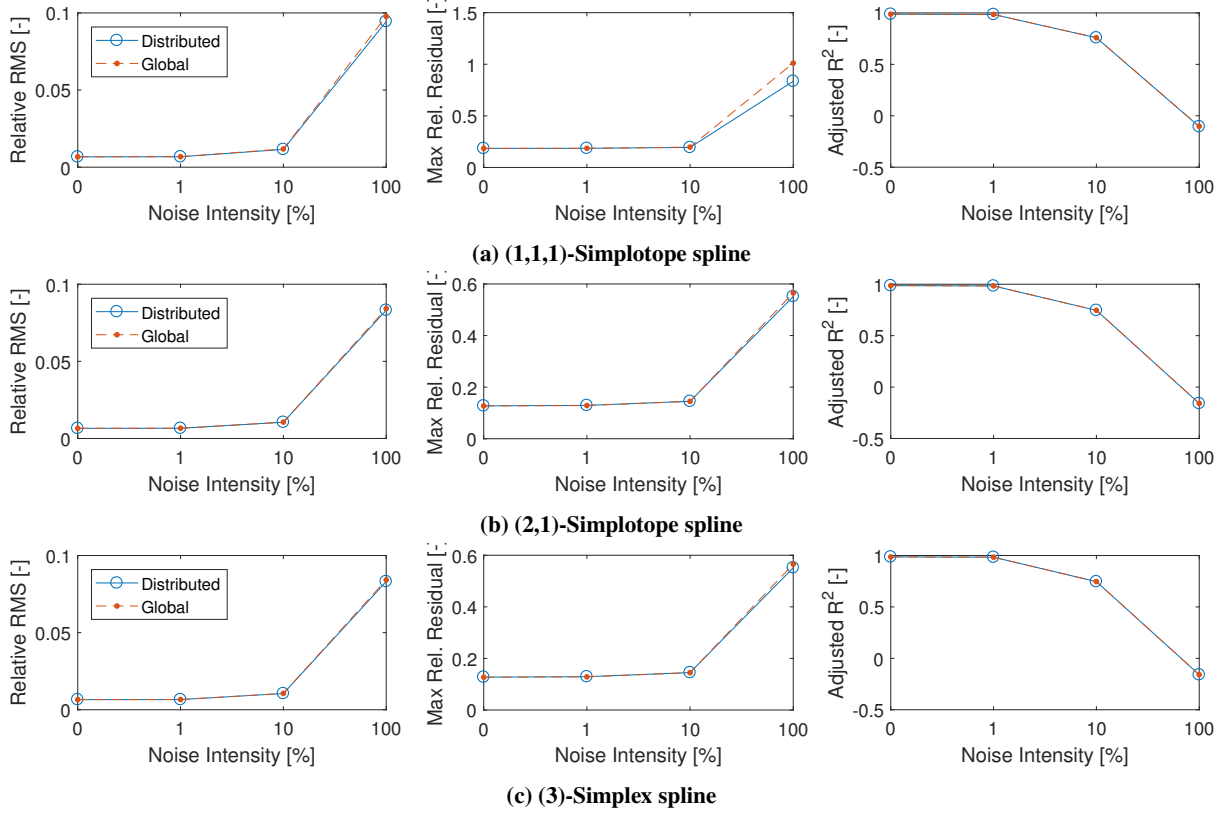 Relative RMS [-]
0.1
0.05
0
Distributed
Global
0 1 10 100
Noise Intensity [%]
Max Rel. Residual [-]
1.5
1
0.5
0
0 1 10 100
Noise Intensity [%]
Adjusted R² [-]
1
0.5
0
-0.5
0 1 10 100
Noise Intensity [%]
(a) (1,1,1)-Simplotope spline
Relative RMS [-]
0.1
0.05
0
Distributed
Global
0 1 10 100
Noise Intensity [%]
Max Rel. Residual [-]
0.6
0.4
0.2
0
0 1 10 100
Noise Intensity [%]
Adjusted R² [-]
1
0.5
0
-0.5
0 1 10 100
Noise Intensity [%]
(b) (2,1)-Simplotope spline
Relative RMS [-]
0.1
0.05
0
Distributed
Global
0 1 10 100
Noise Intensity [%]
Max Rel. Residual [-]
0.6
0.4
0.2
0
0 1 10 100
Noise Intensity [%]
Adjusted R² [-]
1
0.5
0
-0.5
0 1 10 100
Noise Intensity [%]
(c) (3)-Simplex spline